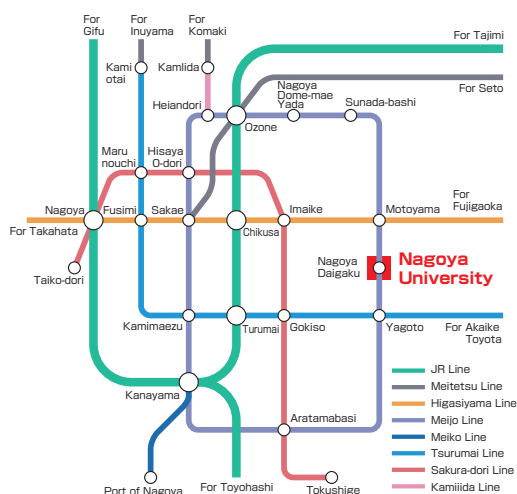 For
Gifu
For
Inuyama
For
Komaki
For Tajimi
Kami
otai
Kamlida
For Seto
Nagoya
Dome-mae
Yada
Sunada-bashi
Heiandori
Ozone
Maru
nouchi
Hisaya
O-dori
Nagoya
Fusimi
Sakae
Chikusa
Imaike
Motoyama
For
Fujigaoka
For Takahata
Taiko-dori
Nagoya
Daigaku
Nagoya
University
Kamimaezu
Turumai
Gokiso
Yagoto
For Akaike
Toyota
Kanayama
Aratamabasi
Port of Nagoya
For Toyohashi
Tokushige
JR Line
Meitetsu Line
Higasiyama Line
Meijo Line
Meiko Line
Tsurumai Line
Sakura-dori Line
Kamiiida Line